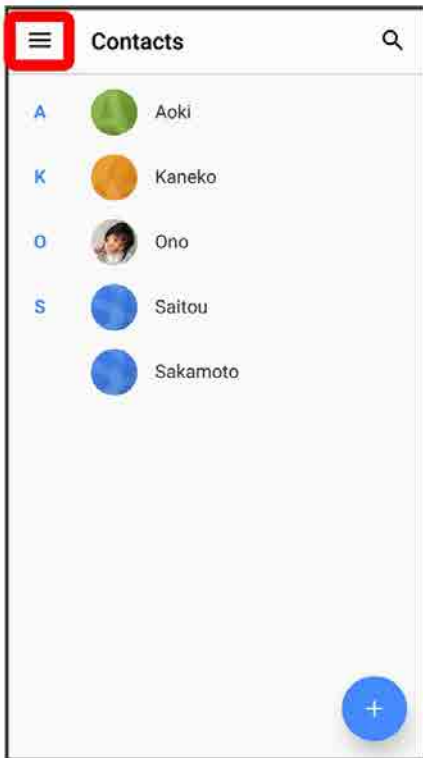 Contacts
A Aoki
K Kaneko
O Ono
S Saitou
Sakamoto